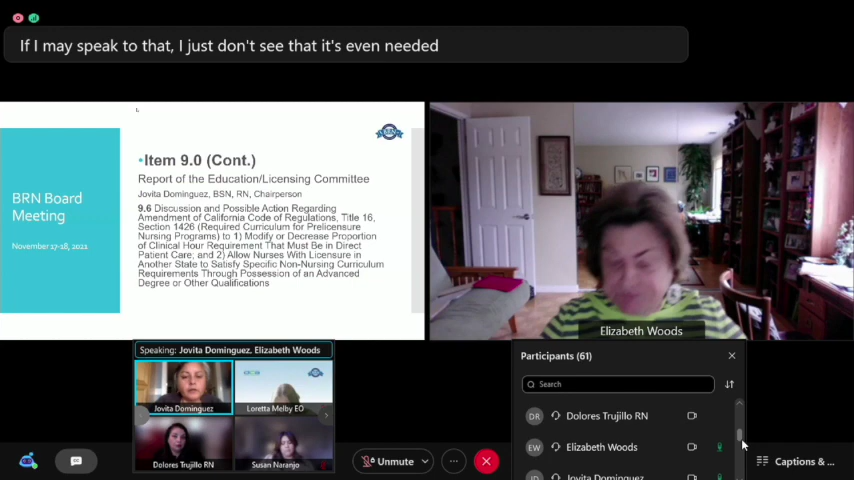 If I may speak to that, I just don't see that it's even needed
BRN Board
Meeting
November 17-18, 2021
•Item 9.0 (Cont.)
Report of the Education/Licensing Committee
Jovita Dominguez, BSN, RN, Chairperson
9.6 Discussion and Possible Action Regarding
Amendment of California Code of Regulations, Title 16,
Section 1426 (Required Curriculum for Prelicensure
Nursing Programs) to 1) Modify or Decrease Proportion
of Clinical Hour Requirement That Must Be in Direct
Patient Care; and 2) Allow Nurses With Licensure in
Another State to Satisfy Specific Non-Nursing Curriculum
Requirements Through Possession of an Advanced
Degree or Other Qualifications
Elizabeth Woods
Speaking: Jovita Dominguez, Elizabeth Woods
Jovita Dominguez
Loretta Melby EO
Dolores Trujillo RN
Susan Naranjo
Participants (61)
Search
DR Dolores Trujillo RN
EW Elizabeth Woods
JD Jovita Dominguez
Unmute
Captions & ...